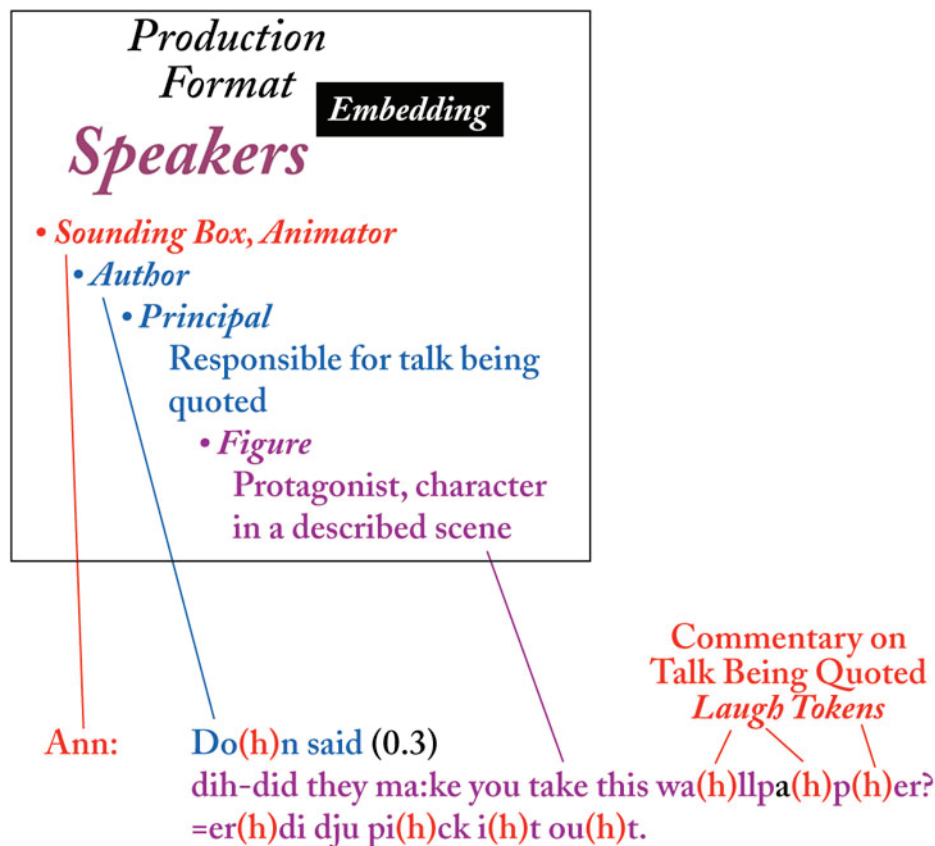 Production
Format
Embedding
Speakers
• Sounding Box, Animator
• Author
• Principal
Responsible for talk being
quoted
• Figure
Protagonist, character
in a described scene
Commentary on
Talk Being Quoted
Laugh Tokens
Ann: Do(h)n said (0.3)
dih-did they ma:ke you take this wa(h)llpa(h)p(h)er?
=er(h)di dju pi(h)ck i(h)t ou(h)t.